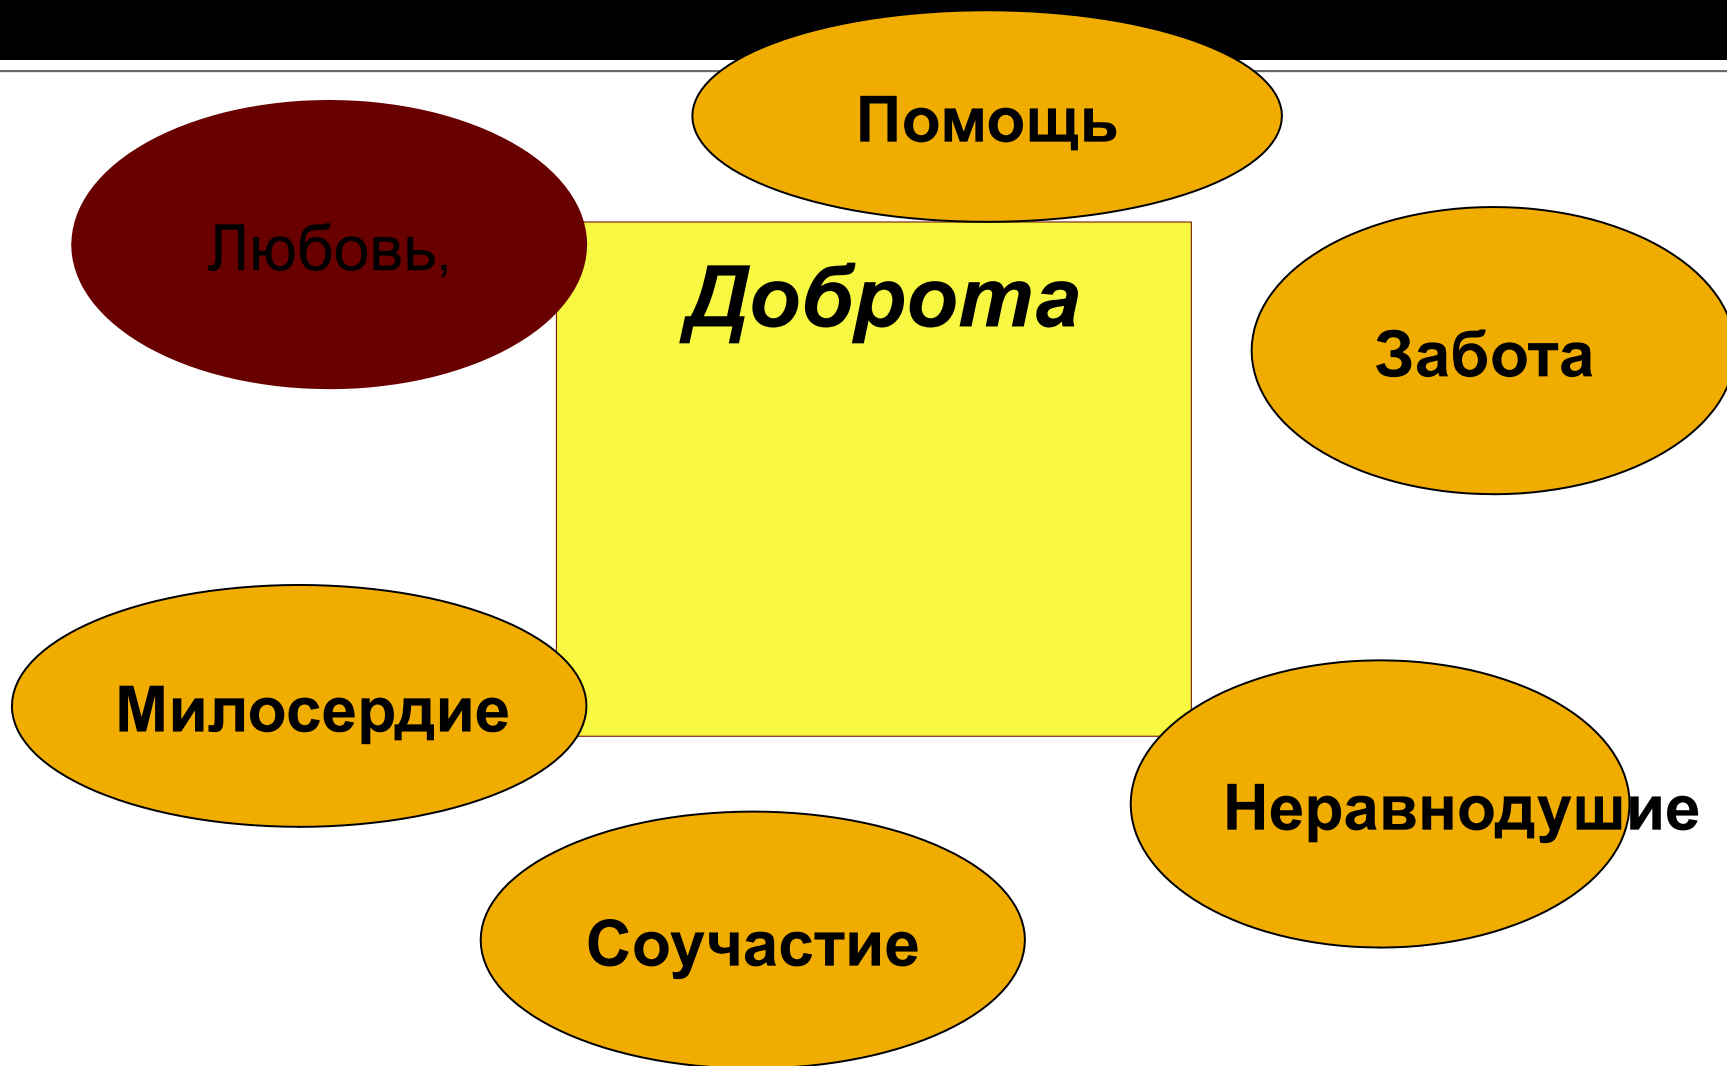 Помощь
Любовь,
Доброта
Забота
Милосердие
Неравнодушие
Соучастие